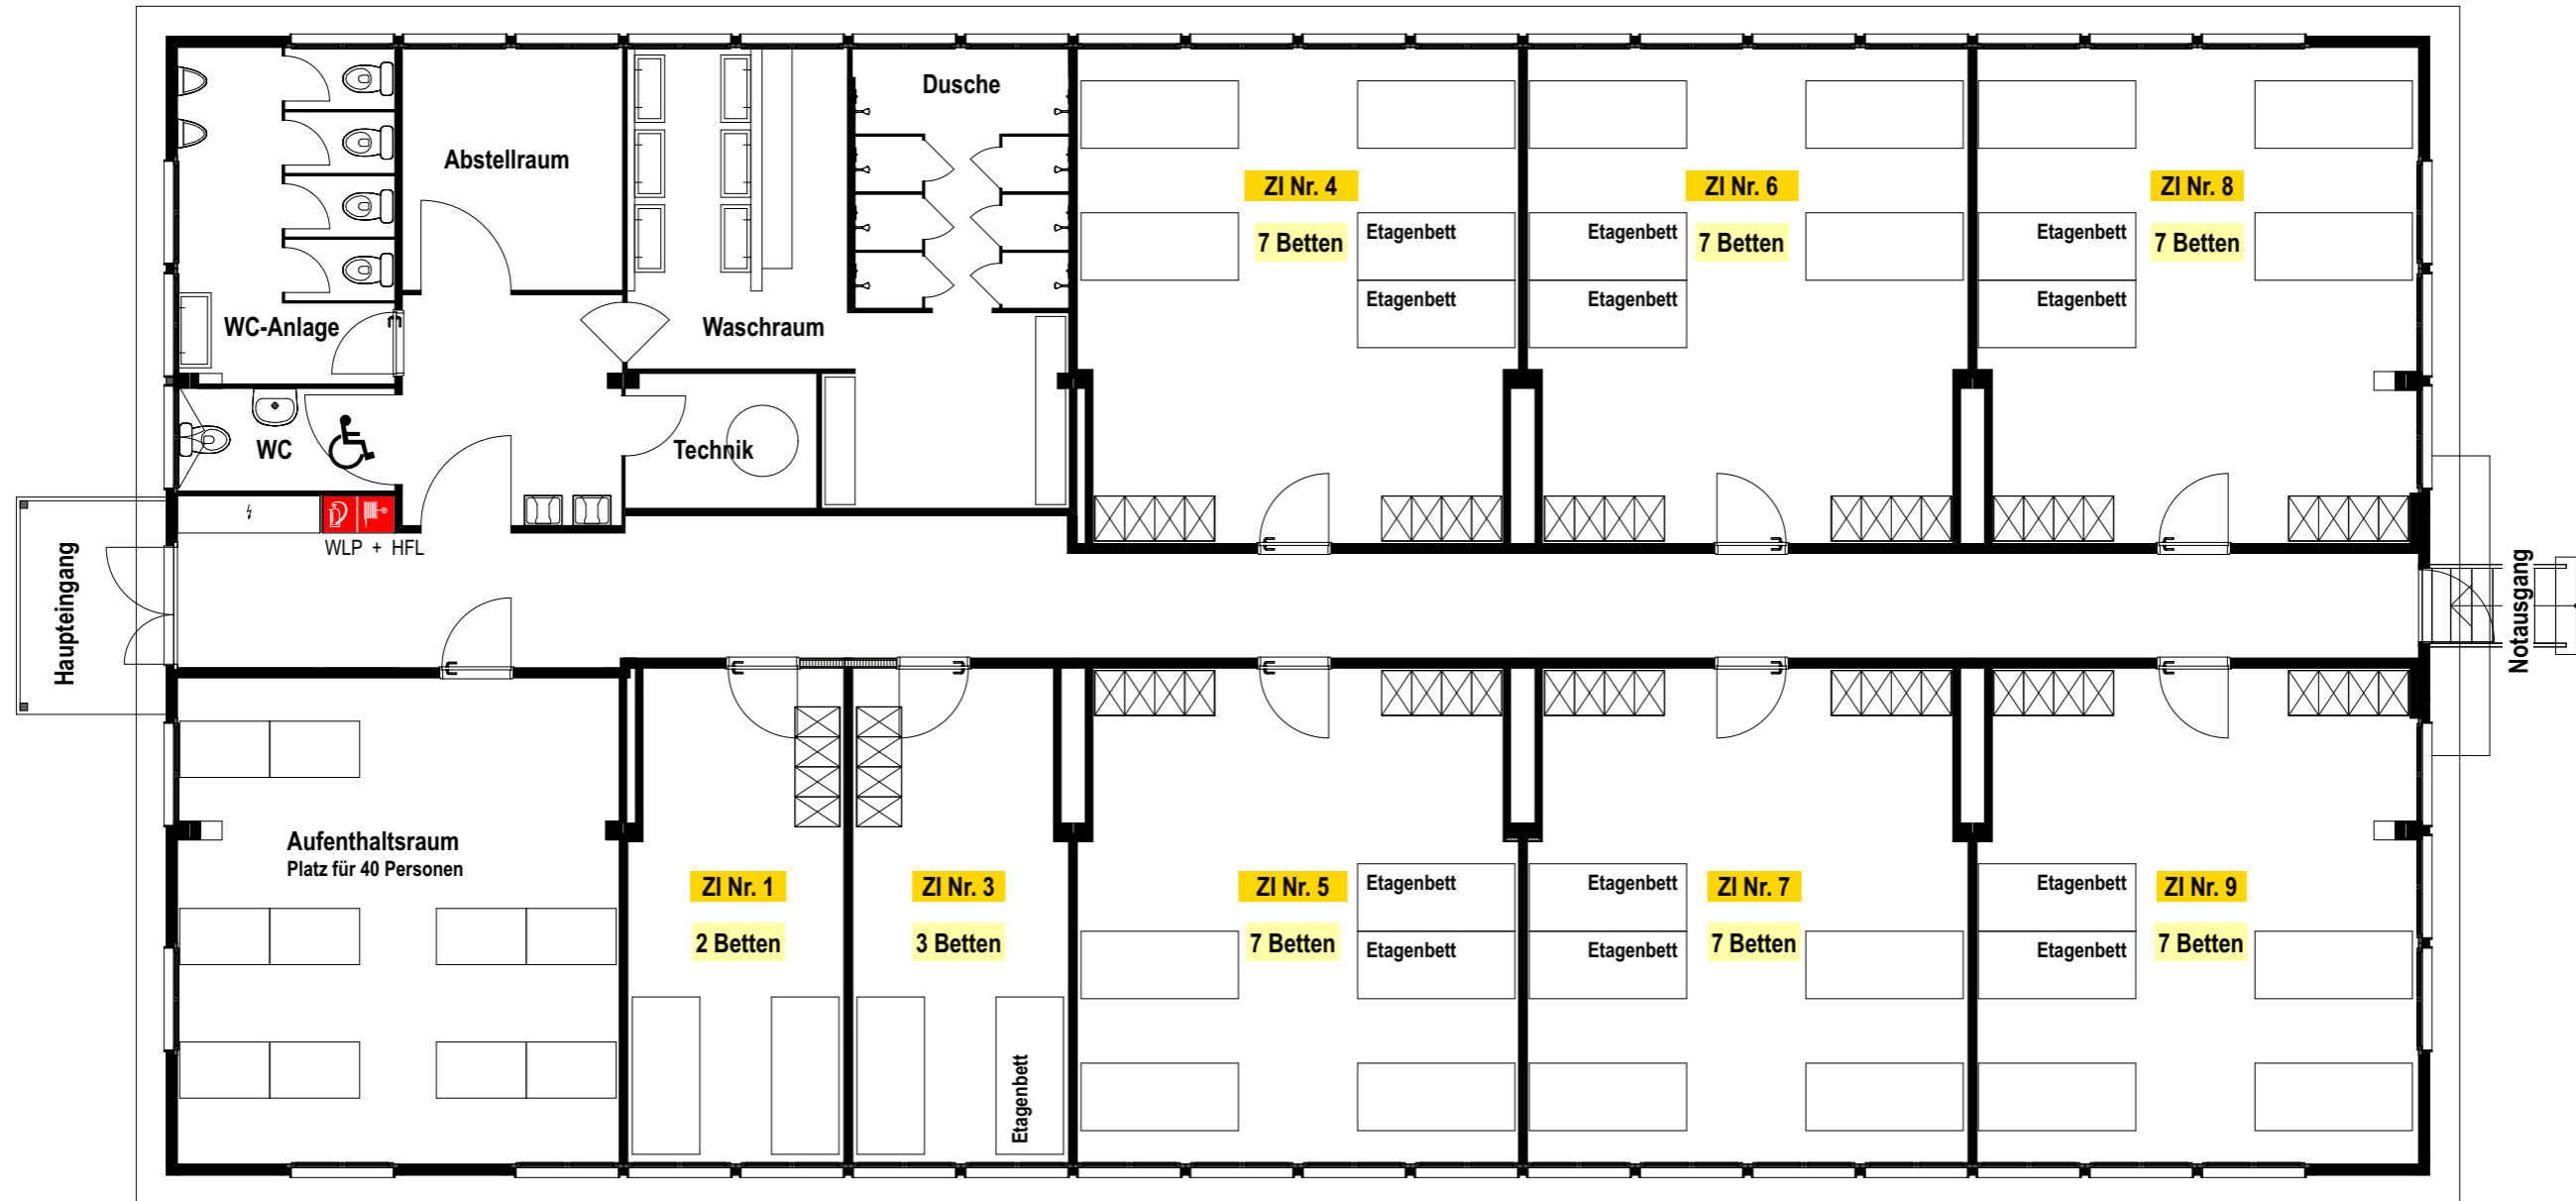 Dusche
Abstellraum
ZI Nr. 4
ZI Nr. 6
ZI Nr. 8
7 Betten
Etagenbett
Etagenbett
7 Betten
Etagenbett
7 Betten
Etagenbett
Etagenbett
Etagenbett
WC-Anlage
Waschraum
WC
Technik
WLP + HFL
Haupteingang
Notausgang
Aufenthaltsraum
Platz für 40 Personen
ZI Nr. 1
ZI Nr. 3
ZI Nr. 5
Etagenbett
Etagenbett
ZI Nr. 7
Etagenbett
ZI Nr. 9
2 Betten
3 Betten
7 Betten
Etagenbett
Etagenbett
7 Betten
Etagenbett
7 Betten
Etagenbett